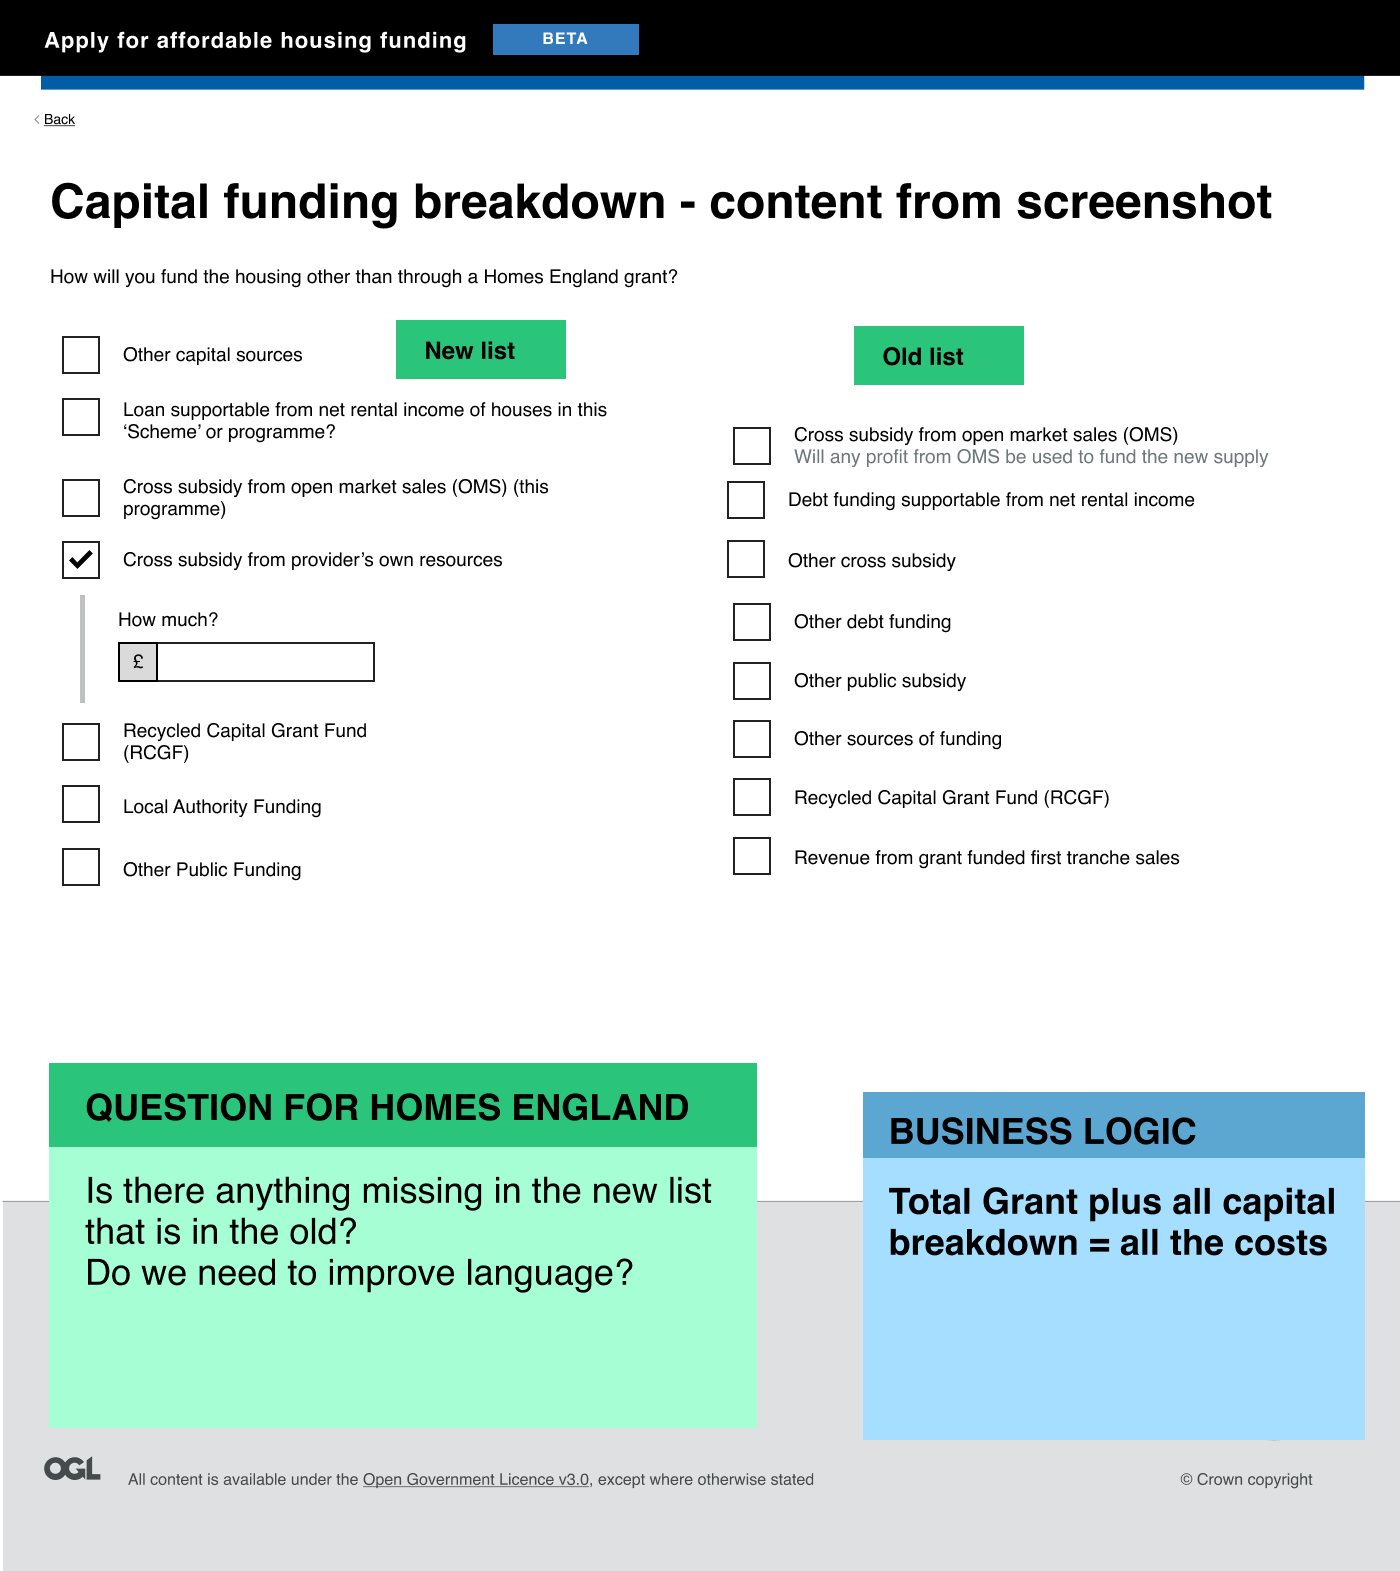 Apply for affordable housing funding
BETA
Back
Capital funding breakdown - content from screenshot
How will you fund the housing other than through a Homes England grant?
New list
Other capital sources
Loan supportable from net rental income of houses in this
‘Scheme’ or programme?
Cross subsidy from open market sales (OMS) (this
programme)
Cross subsidy from provider’s own resources
How much?
£
Recycled Capital Grant Fund
(RCGF)
Local Authority Funding
Other Public Funding
Old list
Cross subsidy from open market sales (OMS)
Will any profit from OMS be used to fund the new supply
Debt funding supportable from net rental income
Other cross subsidy
Other debt funding
Other public subsidy
Other sources of funding
Recycled Capital Grant Fund (RCGF)
Revenue from grant funded first tranche sales
QUESTION FOR HOMES ENGLAND
Is there anything missing in the new list
that is in the old?
Do we need to improve language?
BUSINESS LOGIC
Total Grant plus all capital
breakdown = all the costs
OGL
All content is available under the Open Government Licence v3.0, except where otherwise stated
© Crown copyright